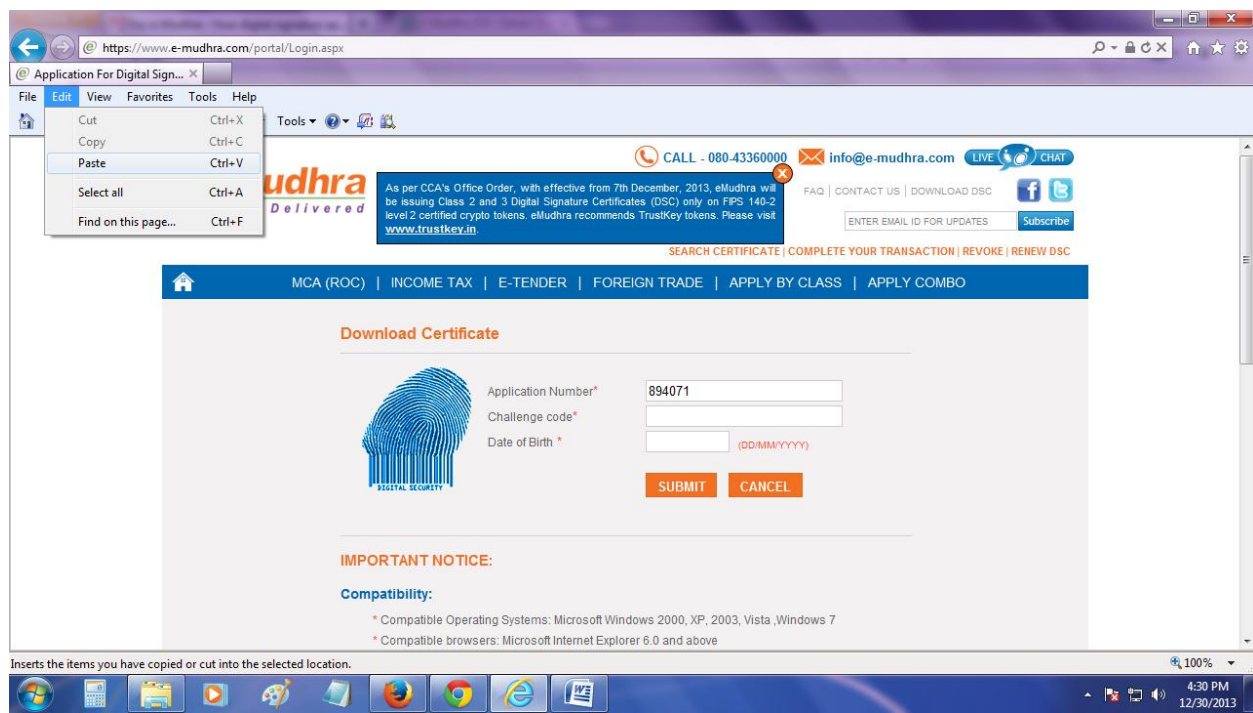 https://www.e-mudhra.com/portal/Login.aspx
Application For Digital Sign...
File Edit View Favorites Tools Help
Cut Ctrl+X
Copy Ctrl+C
Paste Ctrl+V
Select all Ctrl+A
Find on this page... Ctrl+F
Tools
CALL - 080-43360000 info@e-mudhra.com LIVE CHAT
udhra
Delivered
As per CCA's Office Order, with effective from 7th December, 2013, eMudhra will
be issuing Class 2 and 3 Digital Signature Certificates (DSC) only on FIPS 140-2
level 2 certified crypto tokens. eMudhra recommends TrustKey tokens. Please visit
www.trustkey.in.
FAQ | CONTACT US | DOWNLOAD DSC
ENTER EMAIL ID FOR UPDATES Subscribe
SEARCH CERTIFICATE | COMPLETE YOUR TRANSACTION | REVOKE | RENEW DSC
MCA (ROC) | INCOME TAX | E-TENDER | FOREIGN TRADE | APPLY BY CLASS | APPLY COMBO
Download Certificate
Application Number* 894071
Challenge code*
Date of Birth * (DD/MM/YYYY)
DIGITAL SECURITY
SUBMIT CANCEL
IMPORTANT NOTICE:
Compatibility:
* Compatible Operating Systems: Microsoft Windows 2000, XP, 2003, Vista ,Windows 7
* Compatible browsers: Microsoft Internet Explorer 6.0 and above
Inserts the items you have copied or cut into the selected location.
100%
4:30 PM
12/30/2013